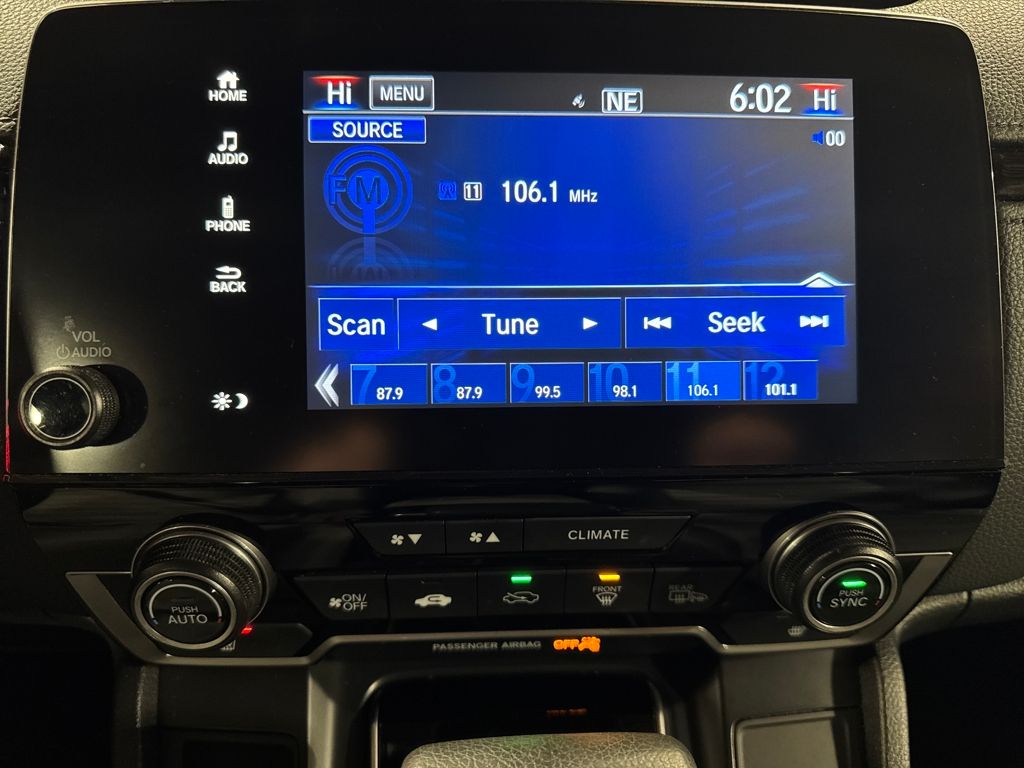 HOME
AUDIO
PHONE
BACK
VOL
AUDIO
Hi MENU NE 6:02 Hi
SOURCE 00
FM 11 106.1 MHz
Scan Tune Seek
7 87.9 8 87.9 9 99.5 10 98.1 11 106.1 12 101.1
CLIMATE
ON/OFF FRONT REAR
PUSH AUTO
PUSH SYNC
PASSENGER AIRBAG OFF